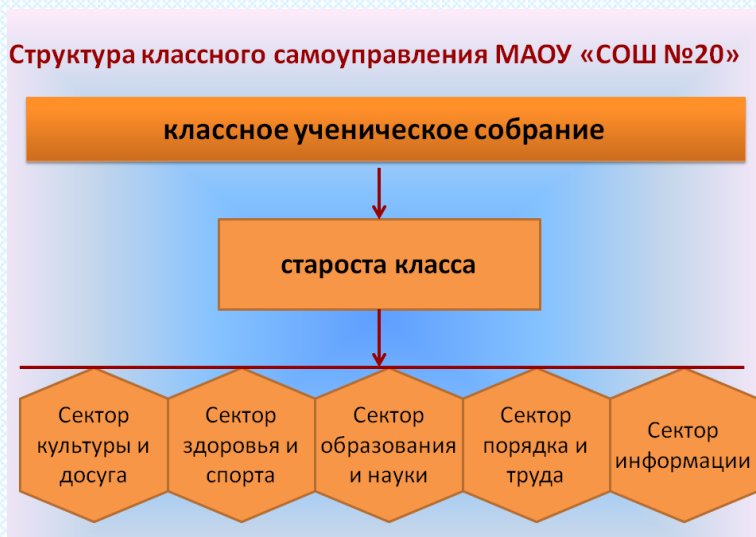 Структура классного самоуправления МАОУ «СОШ №20»
классное ученическое собрание
староста класса
Сектор
культуры и
досуга
Сектор
здоровья и
спорта
Сектор
образования
и науки
Сектор
порядка и
труда
Сектор
информации